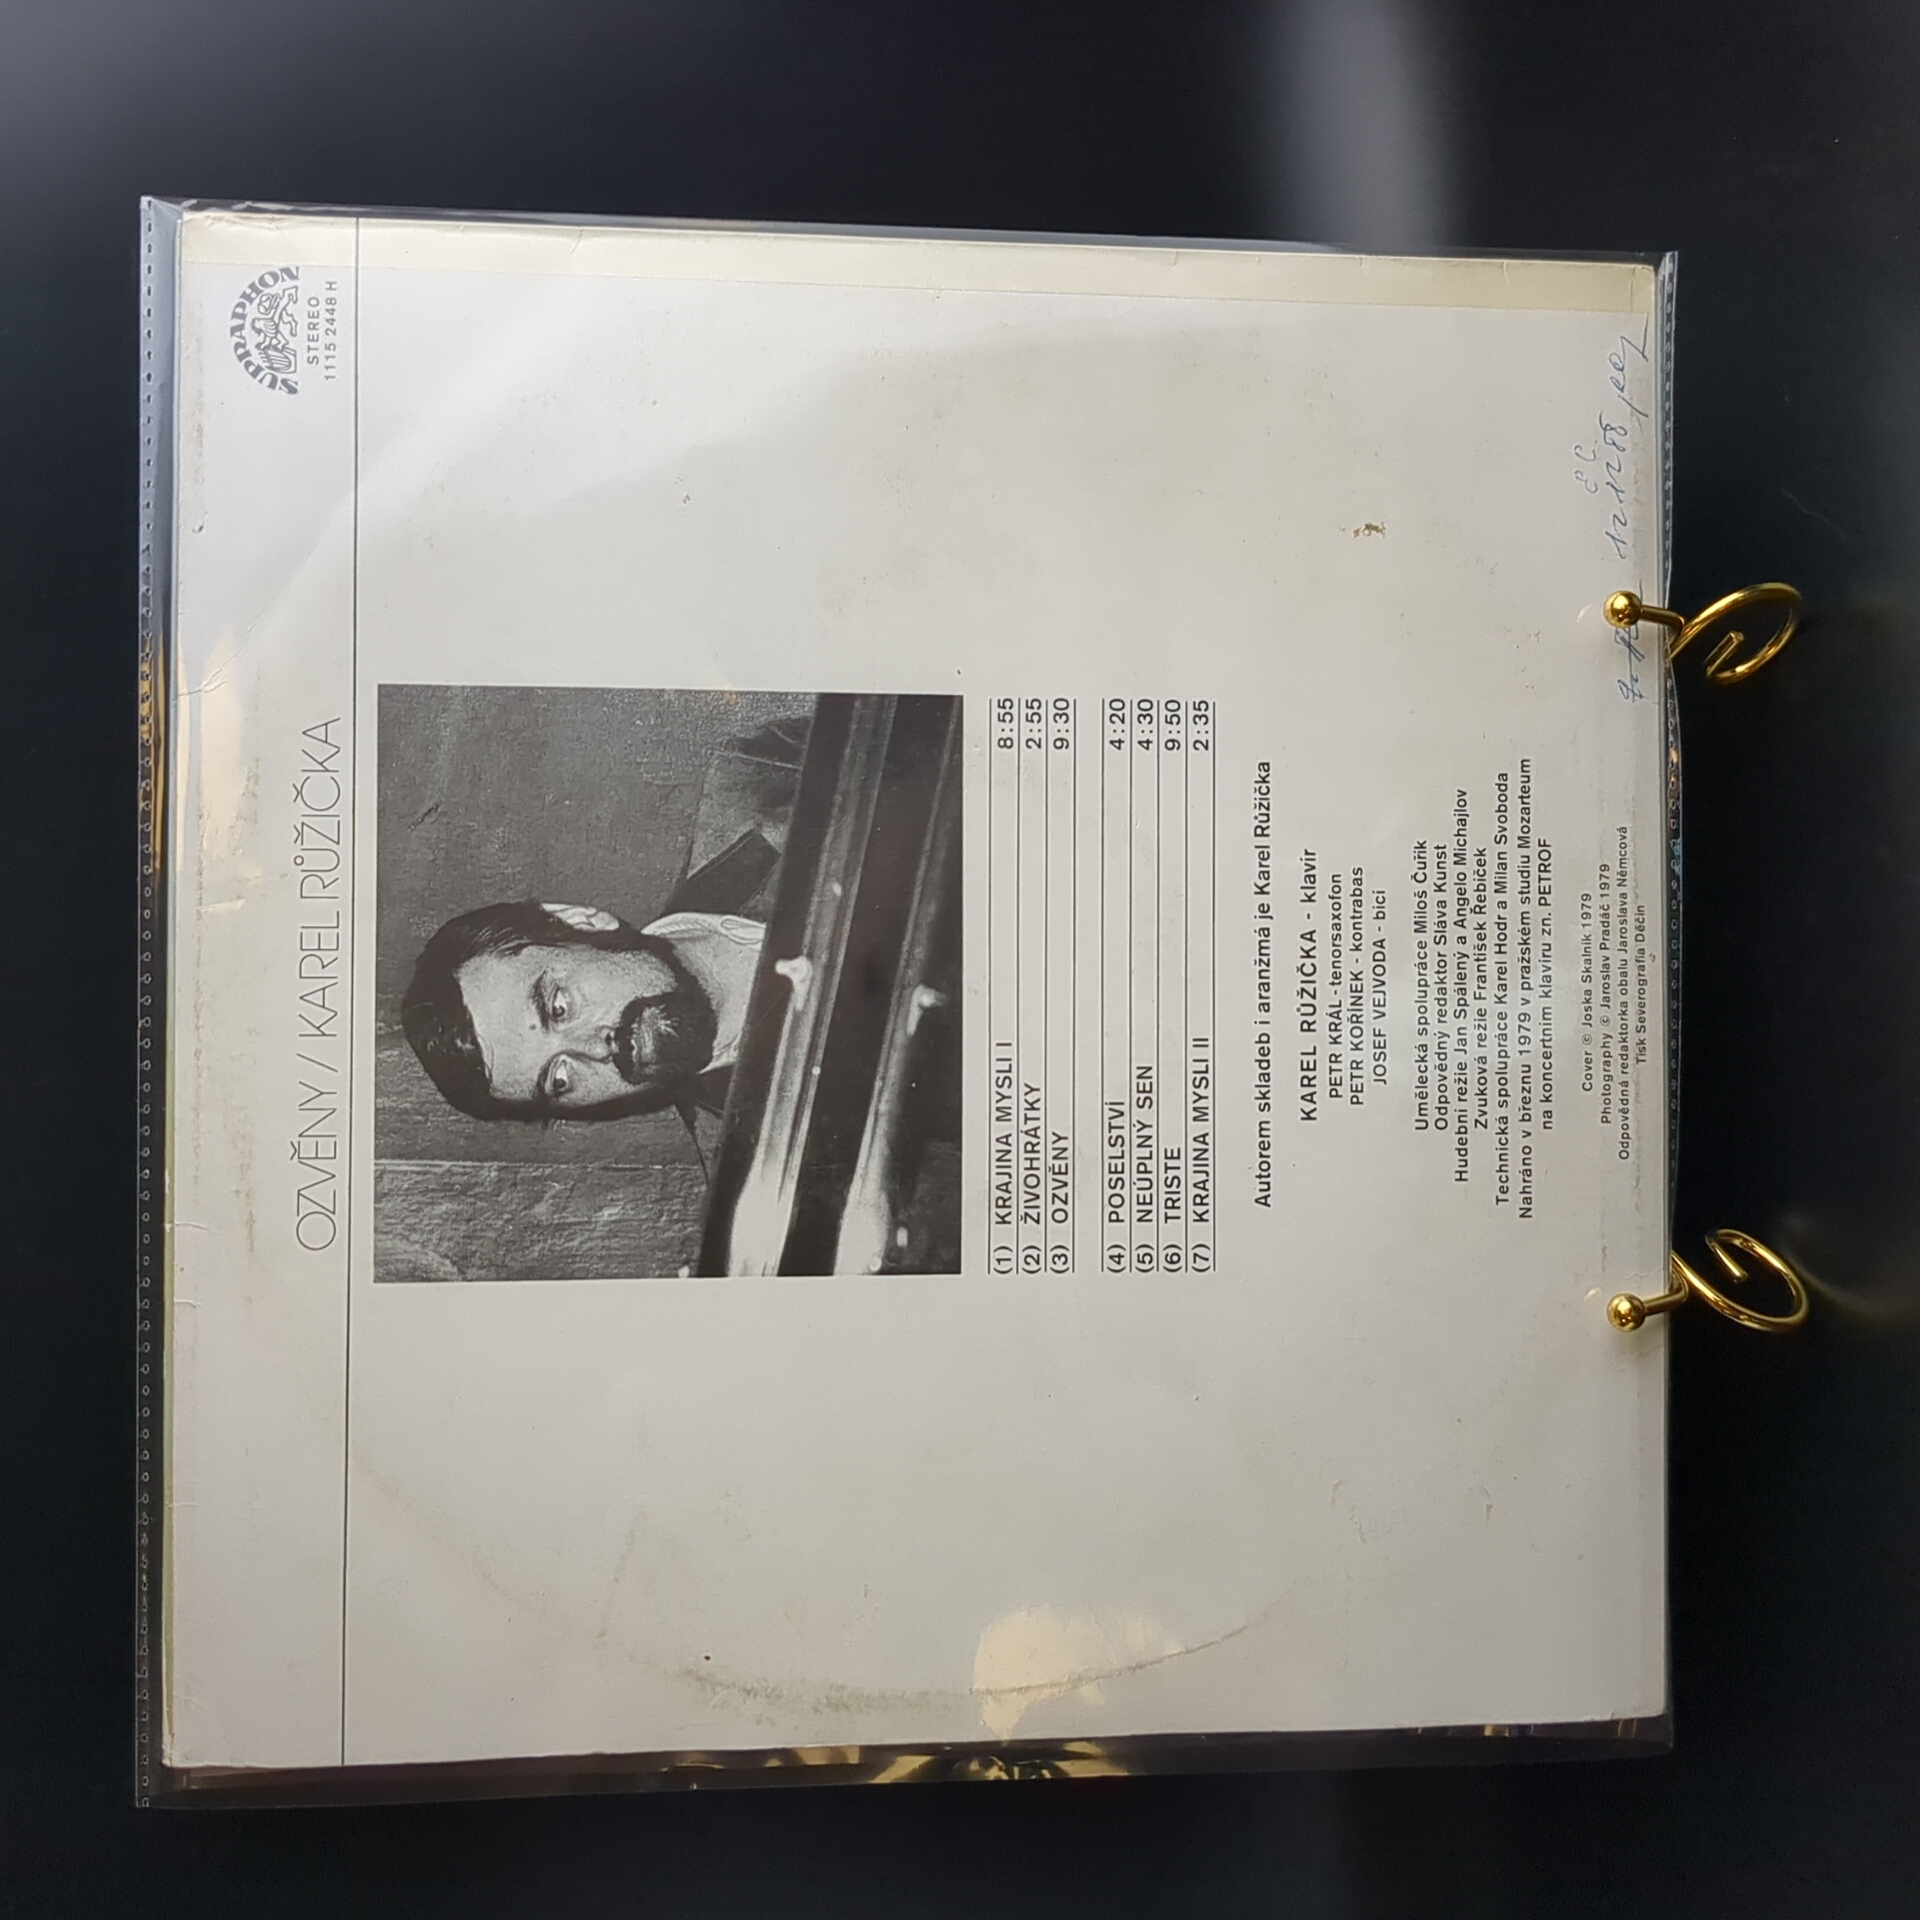 SUPRAPHON
STEREO
1115 2448 H
OZVĚNY / KAREL RŮŽIČKA
(1) KRAJINA MYSLI I 8:55
(2) ŽIVOHRÁTKY 2:55
(3) OZVĚNY 9:30
(4) POSELSTVÍ 4:20
(5) NEÚPLNÝ SEN 4:30
(6) TRISTE 9:50
(7) KRAJINA MYSLI II 2:35
Autorem skladeb i aranžmá je Karel Růžička
KAREL RŮŽIČKA - klavír
PETR KRÁL - tenorsaxofon
PETR KOŘÍNEK - kontrabas
JOSEF VEJVODA - bicí
Umělecká spolupráce Miloš Čuřik
Odpovědný redaktor Sláva Kunst
Hudební režie Jan Spálený a Angelo Michajlov
Zvuková režie František Řebíček
Technická spolupráce Karel Hodr a Milan Svoboda
Nahráno v březnu 1979 v pražském studiu Mozarteum
na koncertním klavíru zn. PETROF
Cover © Joska Skalník 1979
Photography © Jaroslav Pradáč 1979
Odpovědná redaktorka obalu Jaroslava Němcová
Tisk Severografia Děčín